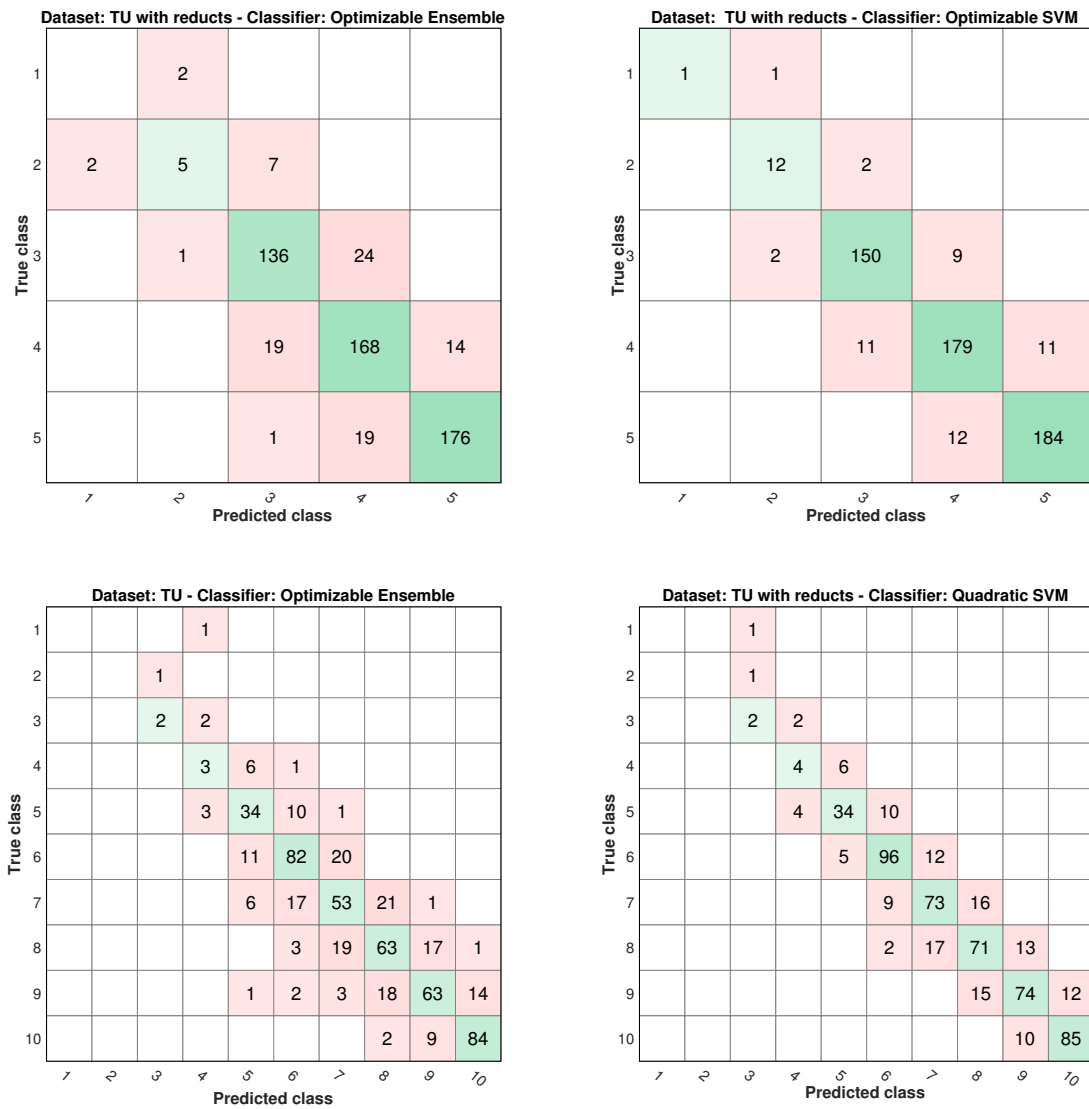 Dataset: TU with reducts - Classifier: Optimizable Ensemble
True class
1 2
2 2 5 7
3 1 136 24
4 19 168 14
5 1 19 176
1 2 3 4 5
Predicted class
Dataset: TU with reducts - Classifier: Optimizable SVM
True class
1 1 1
2 12 2
3 2 150 9
4 11 179 11
5 12 184
1 2 3 4 5
Predicted class
Dataset: TU - Classifier: Optimizable Ensemble
True class
1 1
2 1
3 2 2
4 3 6 1
5 3 34 10 1
6 11 82 20
7 6 17 53 21 1
8 3 19 63 17 1
9 1 2 3 18 63 14
10 2 9 84
1 2 3 4 5 6 7 8 9 10
Predicted class
Dataset: TU with reducts - Classifier: Quadratic SVM
True class
1 1
2 1
3 2 2
4 4 6
5 4 34 10
6 5 96 12
7 9 73 16
8 2 17 71 13
9 15 74 12
10 10 85
1 2 3 4 5 6 7 8 9 10
Predicted class